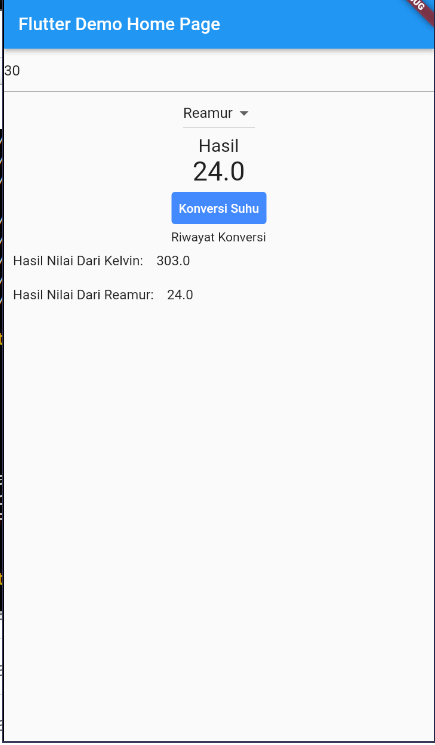 Flutter Demo Home Page
30
Reamur
Hasil
24.0
Konversi Suhu
Riwayat Konversi
Hasil Nilai Dari Kelvin: 303.0
Hasil Nilai Dari Reamur: 24.0